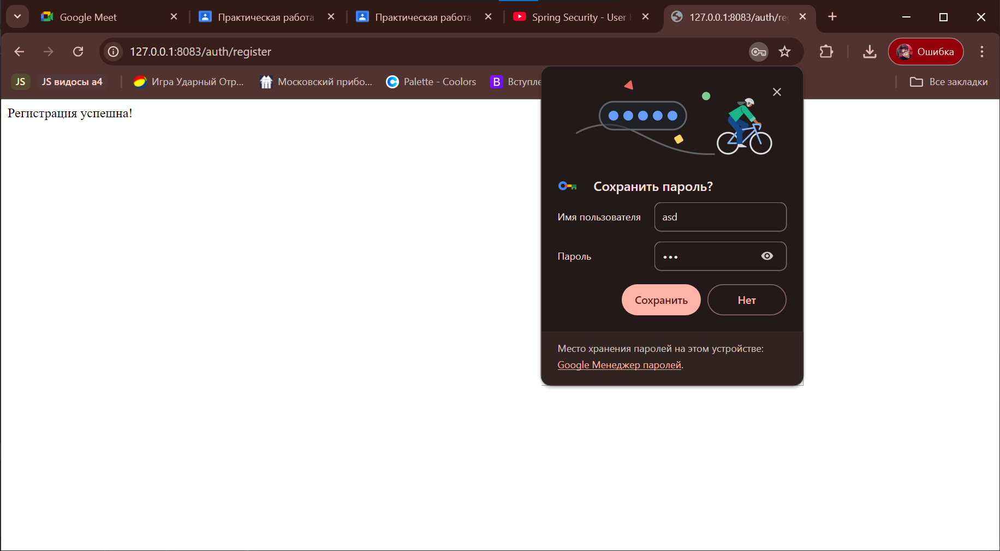 Google Meet
Практическая работа
Практическая работа
Spring Security - User
127.0.0.1:8083/auth/re
127.0.0.1:8083/auth/register
Ошибка
JS
JS видосы а4
Игра Ударный Отр...
Московский прибо...
Palette - Coolors
B
Вступле
Все закладки
Регистрация успешна!
Сохранить пароль?
Имя пользователя
asd
Пароль
•••
Сохранить
Нет
Место хранения паролей на этом устройстве:
Google Менеджер паролей.